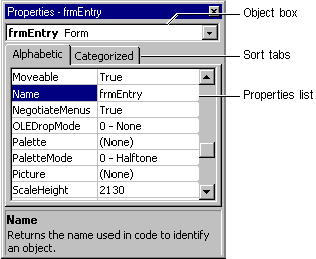 Properties - frmEntry
Object box
frmEntry Form
Alphabetic Categorized
Sort tabs
Moveable True
Name frmEntry
Properties list
NegotiateMenus True
OLEDropMode 0 - None
Palette (None)
PaletteMode 0 - Halftone
Picture (None)
ScaleHeight 2130
Name
Returns the name used in code to identify
an object.